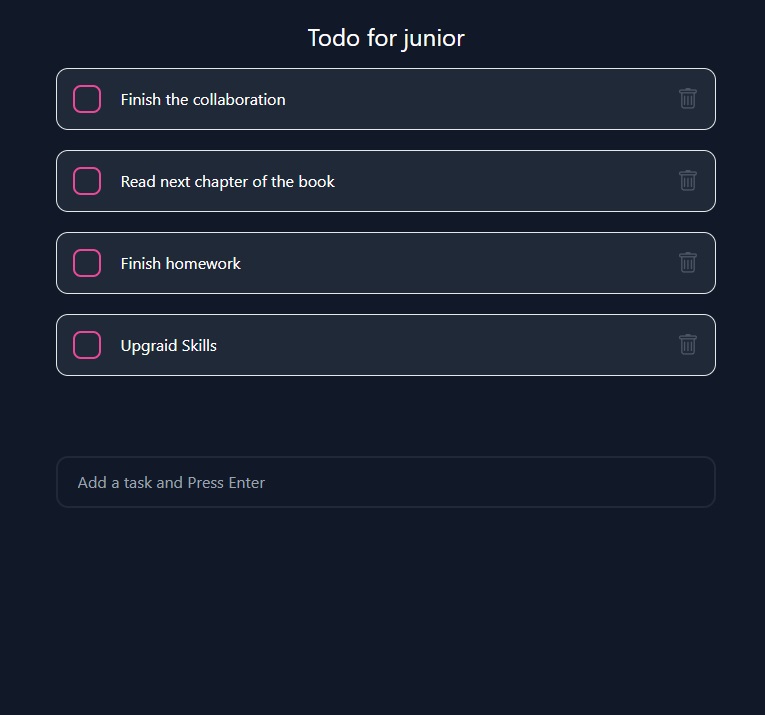 Todo for junior
Finish the collaboration
Read next chapter of the book
Finish homework
Upgraid Skills
Add a task and Press Enter